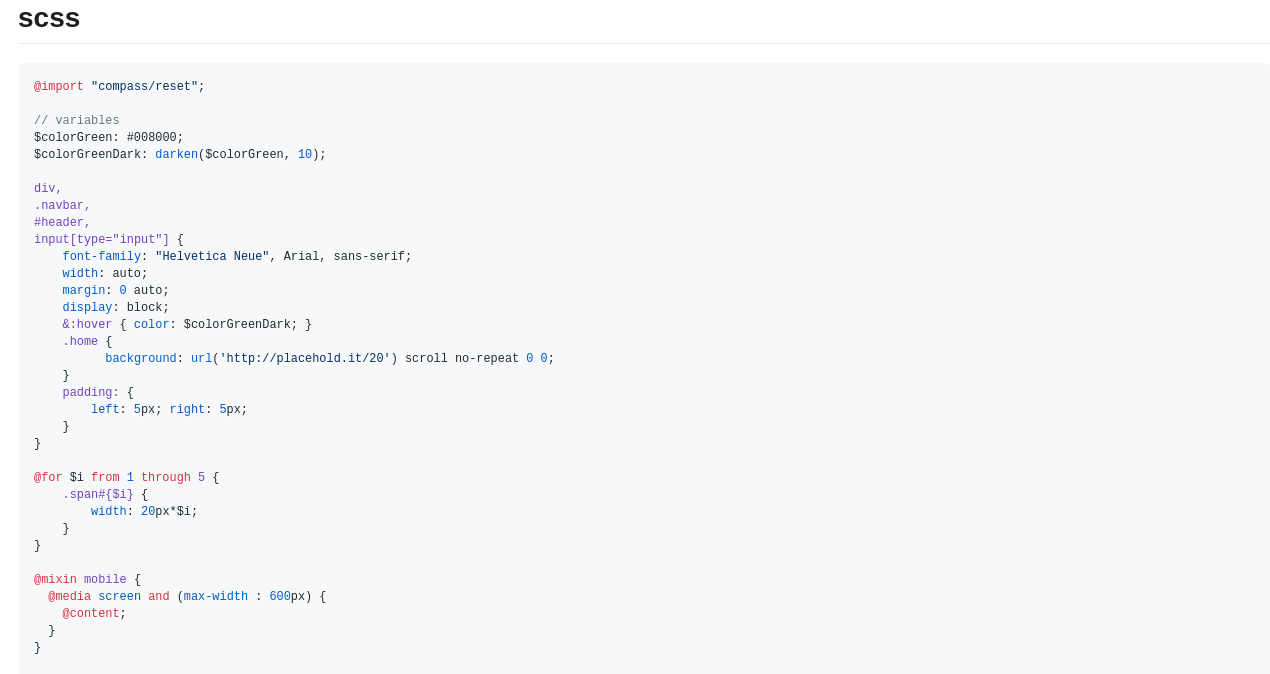 scss
@import "compass/reset";
// variables
$colorGreen: #008000;
$colorGreenDark: darken($colorGreen, 10);
div,
.navbar,
#header,
input[type="input"] {
    font-family: "Helvetica Neue", Arial, sans-serif;
    width: auto;
    margin: 0 auto;
    display: block;
    &:hover { color: $colorGreenDark; }
    .home {
          background: url('http://placehold.it/20') scroll no-repeat 0 0;
    }
    padding: {
        left: 5px; right: 5px;
    }
}
@for $i from 1 through 5 {
    .span#{$i} {
        width: 20px*$i;
    }
}
@mixin mobile {
  @media screen and (max-width : 600px) {
    @content;
  }
}